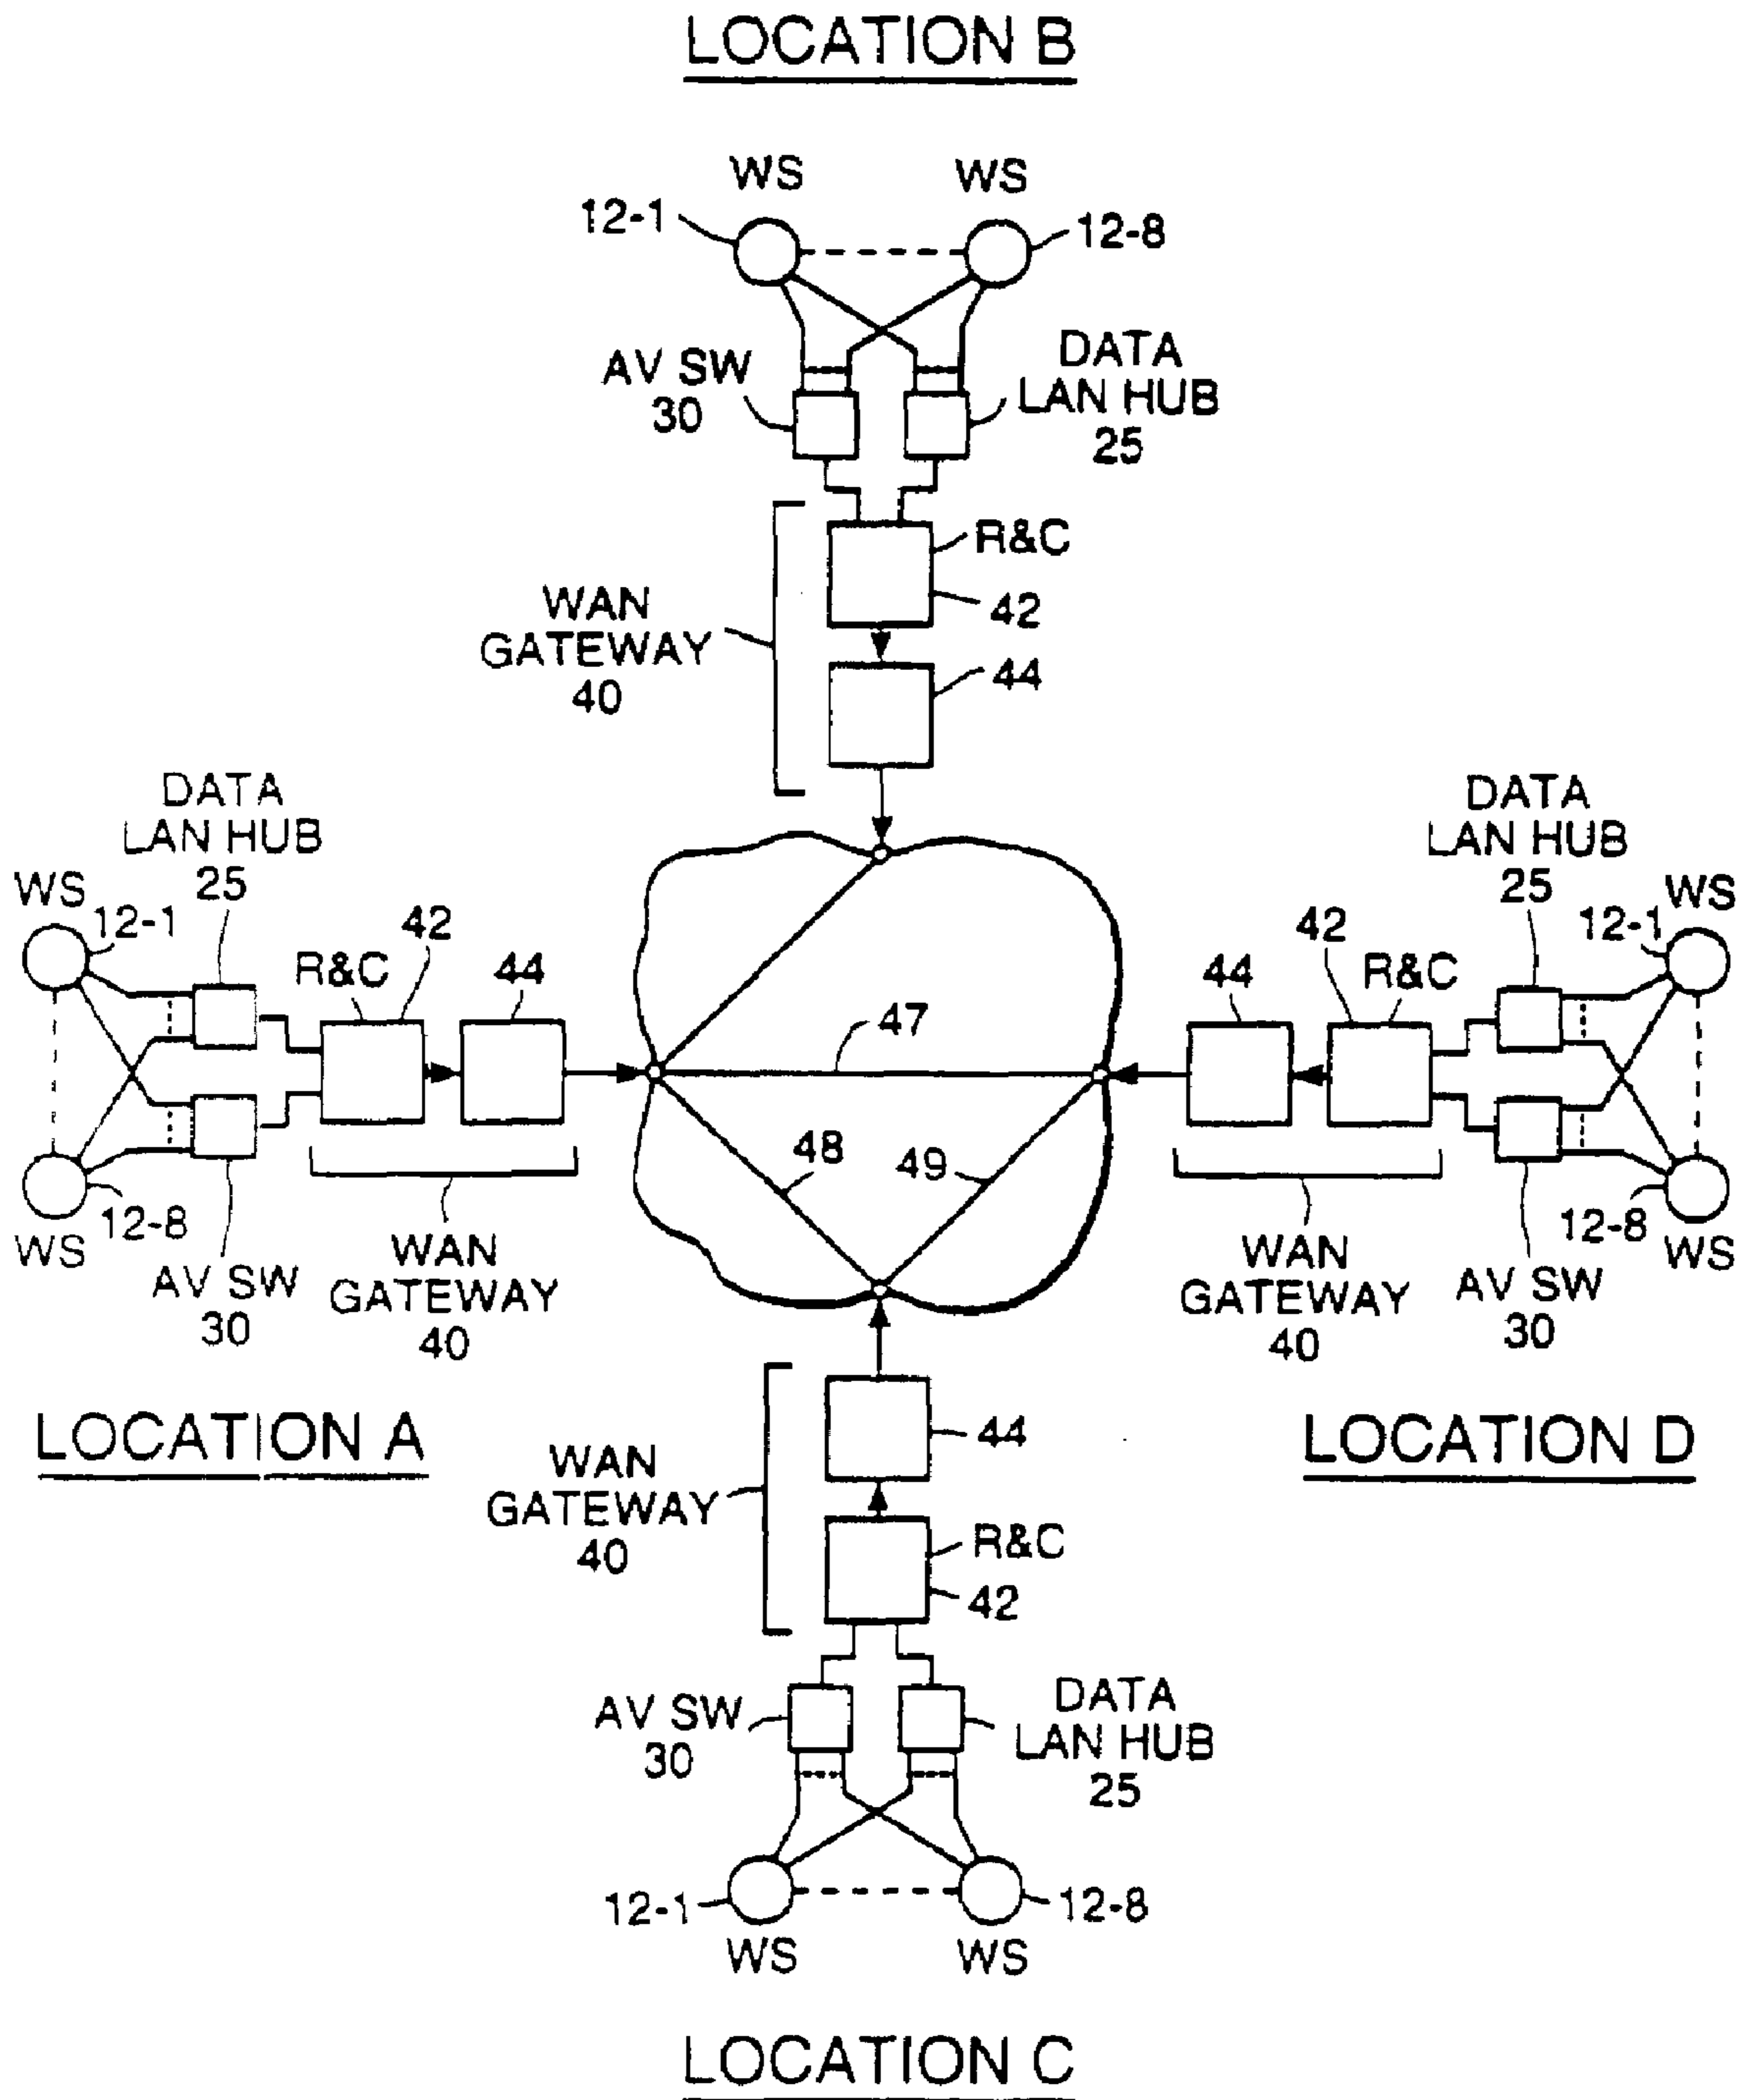 LOCATION B
WS
WS
12-1
12-8
AV SW
30
DATA
LAN HUB
25
R&C
42
WAN
GATEWAY
40
44
DATA
LAN HUB
25
WS
12-1
42
R&C
44
12-8
WS
AV SW
30
WAN
GATEWAY
40
LOCATION A
47
48
49
DATA
LAN HUB
25
WS
12-1
42
R&C
44
12-8
WS
AV SW
30
WAN
GATEWAY
40
LOCATION D
44
WAN
GATEWAY
40
R&C
42
AV SW
30
DATA
LAN HUB
25
12-1
12-8
WS
WS
LOCATION C